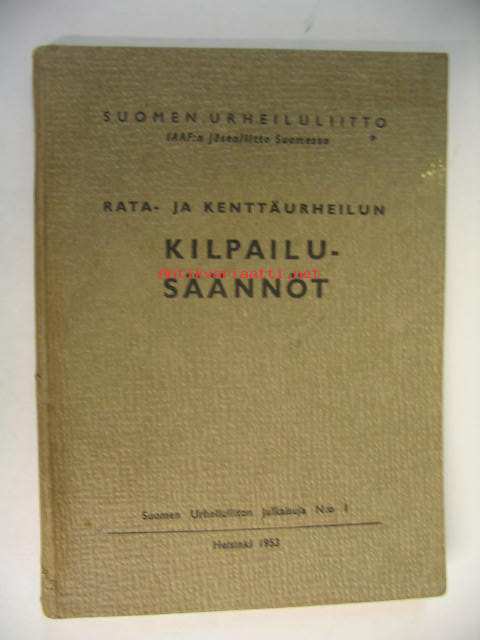 SUOMEN URHEILULIITTO
IAAF:n jäsenliitto Suomessa
RATA- JA KENTTÄURHEILUN
KILPAILU-
antikvariaatti.net
SÄÄNNÖT
Suomen Urheiluliiton julkaisuja N:o 1
Helsinki 1953